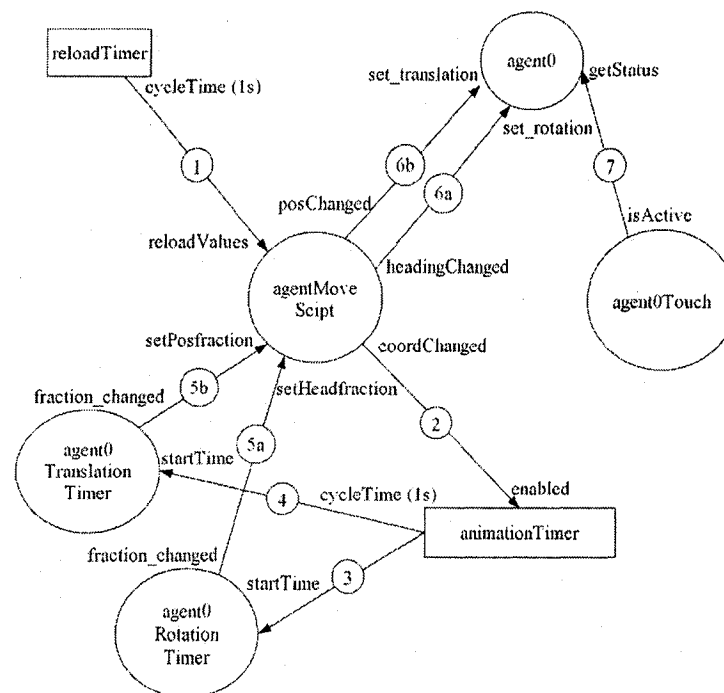 reloadTimer
agent0
cycleTime (1s)
set_translation
getStatus
set_rotation
1
6b
6a
7
posChanged
isActive
reloadValues
headingChanged
agentMove
Scipt
agent0Touch
setPosfraction
coordChanged
fraction_changed
5b
setHeadfraction
2
agent0
Translation
Timer
startTime
5a
4
cycleTime (1s)
enabled
animationTimer
fraction_changed
startTime
3
agent0
Rotation
Timer